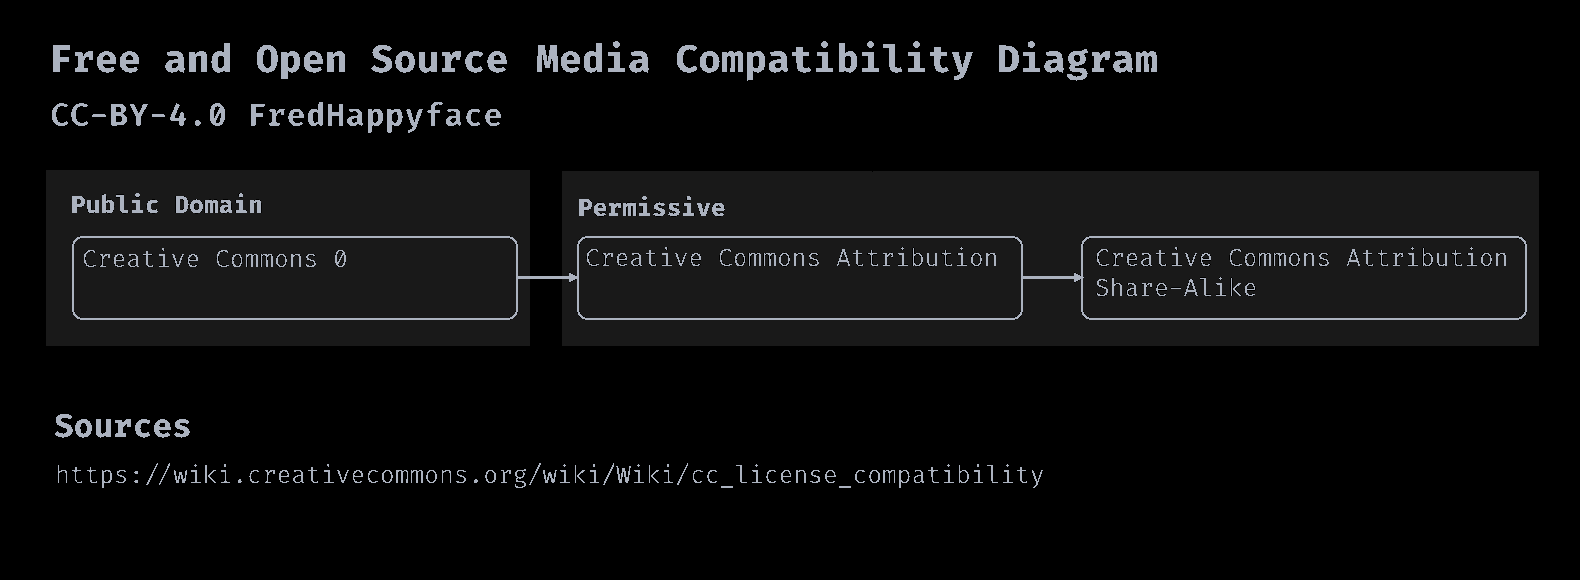 Free and Open Source Media Compatibility Diagram
CC-BY-4.0 FredHappyface
Public Domain
Creative Commons 0
Permissive
Creative Commons Attribution
Creative Commons Attribution
Share-Alike
Sources
https://wiki.creativecommons.org/wiki/Wiki/cc_license_compatibility